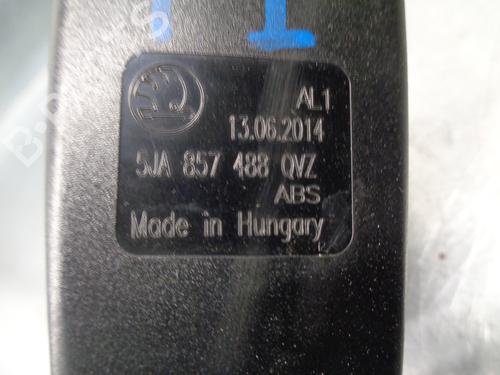 AL1
13.06.2014
5JA 857 488 QVZ
ABS
Made in Hungary